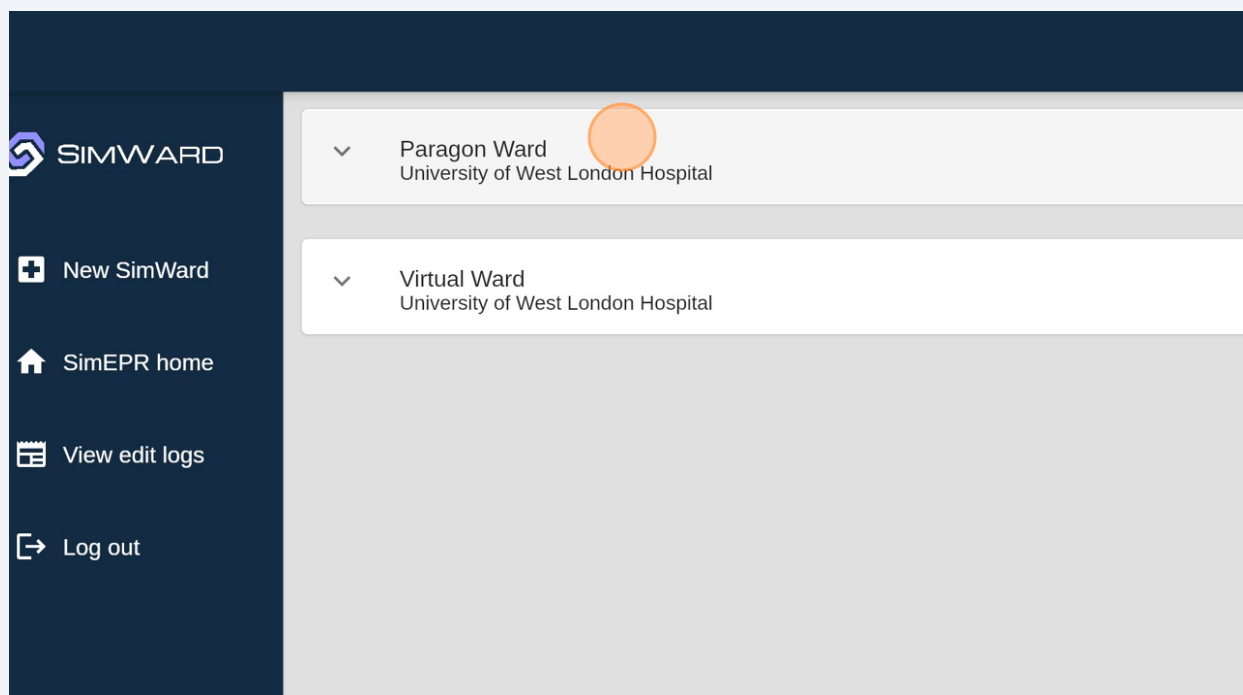 SIMWARD
New SimWard
SimEPR home
View edit logs
Log out
Paragon Ward
University of West London Hospital
Virtual Ward
University of West London Hospital